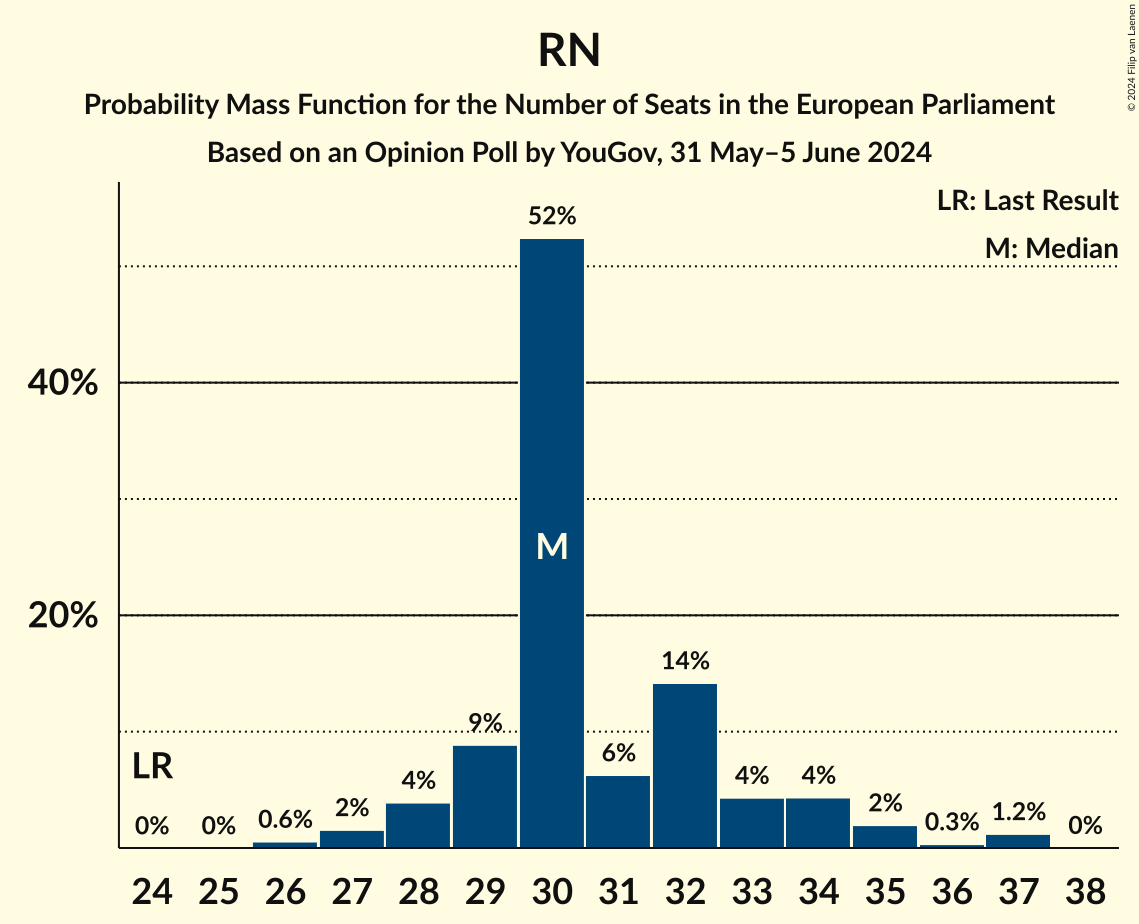 RN
Probability Mass Function for the Number of Seats in the European Parliament
Based on an Opinion Poll by YouGov, 31 May–5 June 2024
© 2024 Filip van Laenen
LR: Last Result
M: Median
40%
20%
LR
M
0%
0%
0.6%
2%
4%
9%
52%
6%
14%
4%
4%
2%
0.3%
1.2%
0%
24 25 26 27 28 29 30 31 32 33 34 35 36 37 38